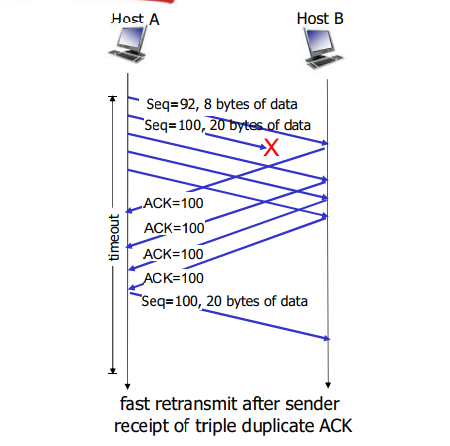 Host A
Host B
Seq=92, 8 bytes of data
Seq=100, 20 bytes of data
X
ACK=100
ACK=100
ACK=100
ACK=100
timeout
Seq=100, 20 bytes of data
fast retransmit after sender
receipt of triple duplicate ACK